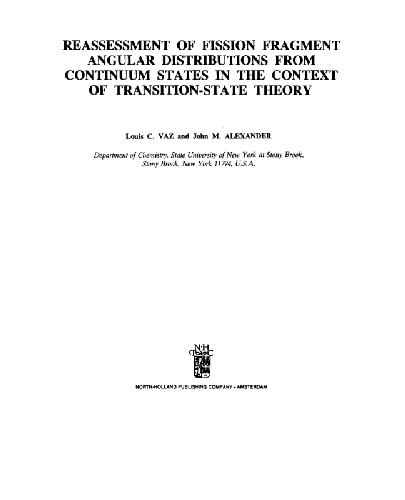 REASSESSMENT OF FISSION FRAGMENT
ANGULAR DISTRIBUTIONS FROM
CONTINUUM STATES IN THE CONTEXT
OF TRANSITION-STATE THEORY
Louis C. VAZ and John M. ALEXANDER
Department of Chemistry, State University of New York at Stony Brook,
Stony Brook, New York 11794, U.S.A.
N·H
NORTH-HOLLAND PUBLISHING COMPANY - AMSTERDAM